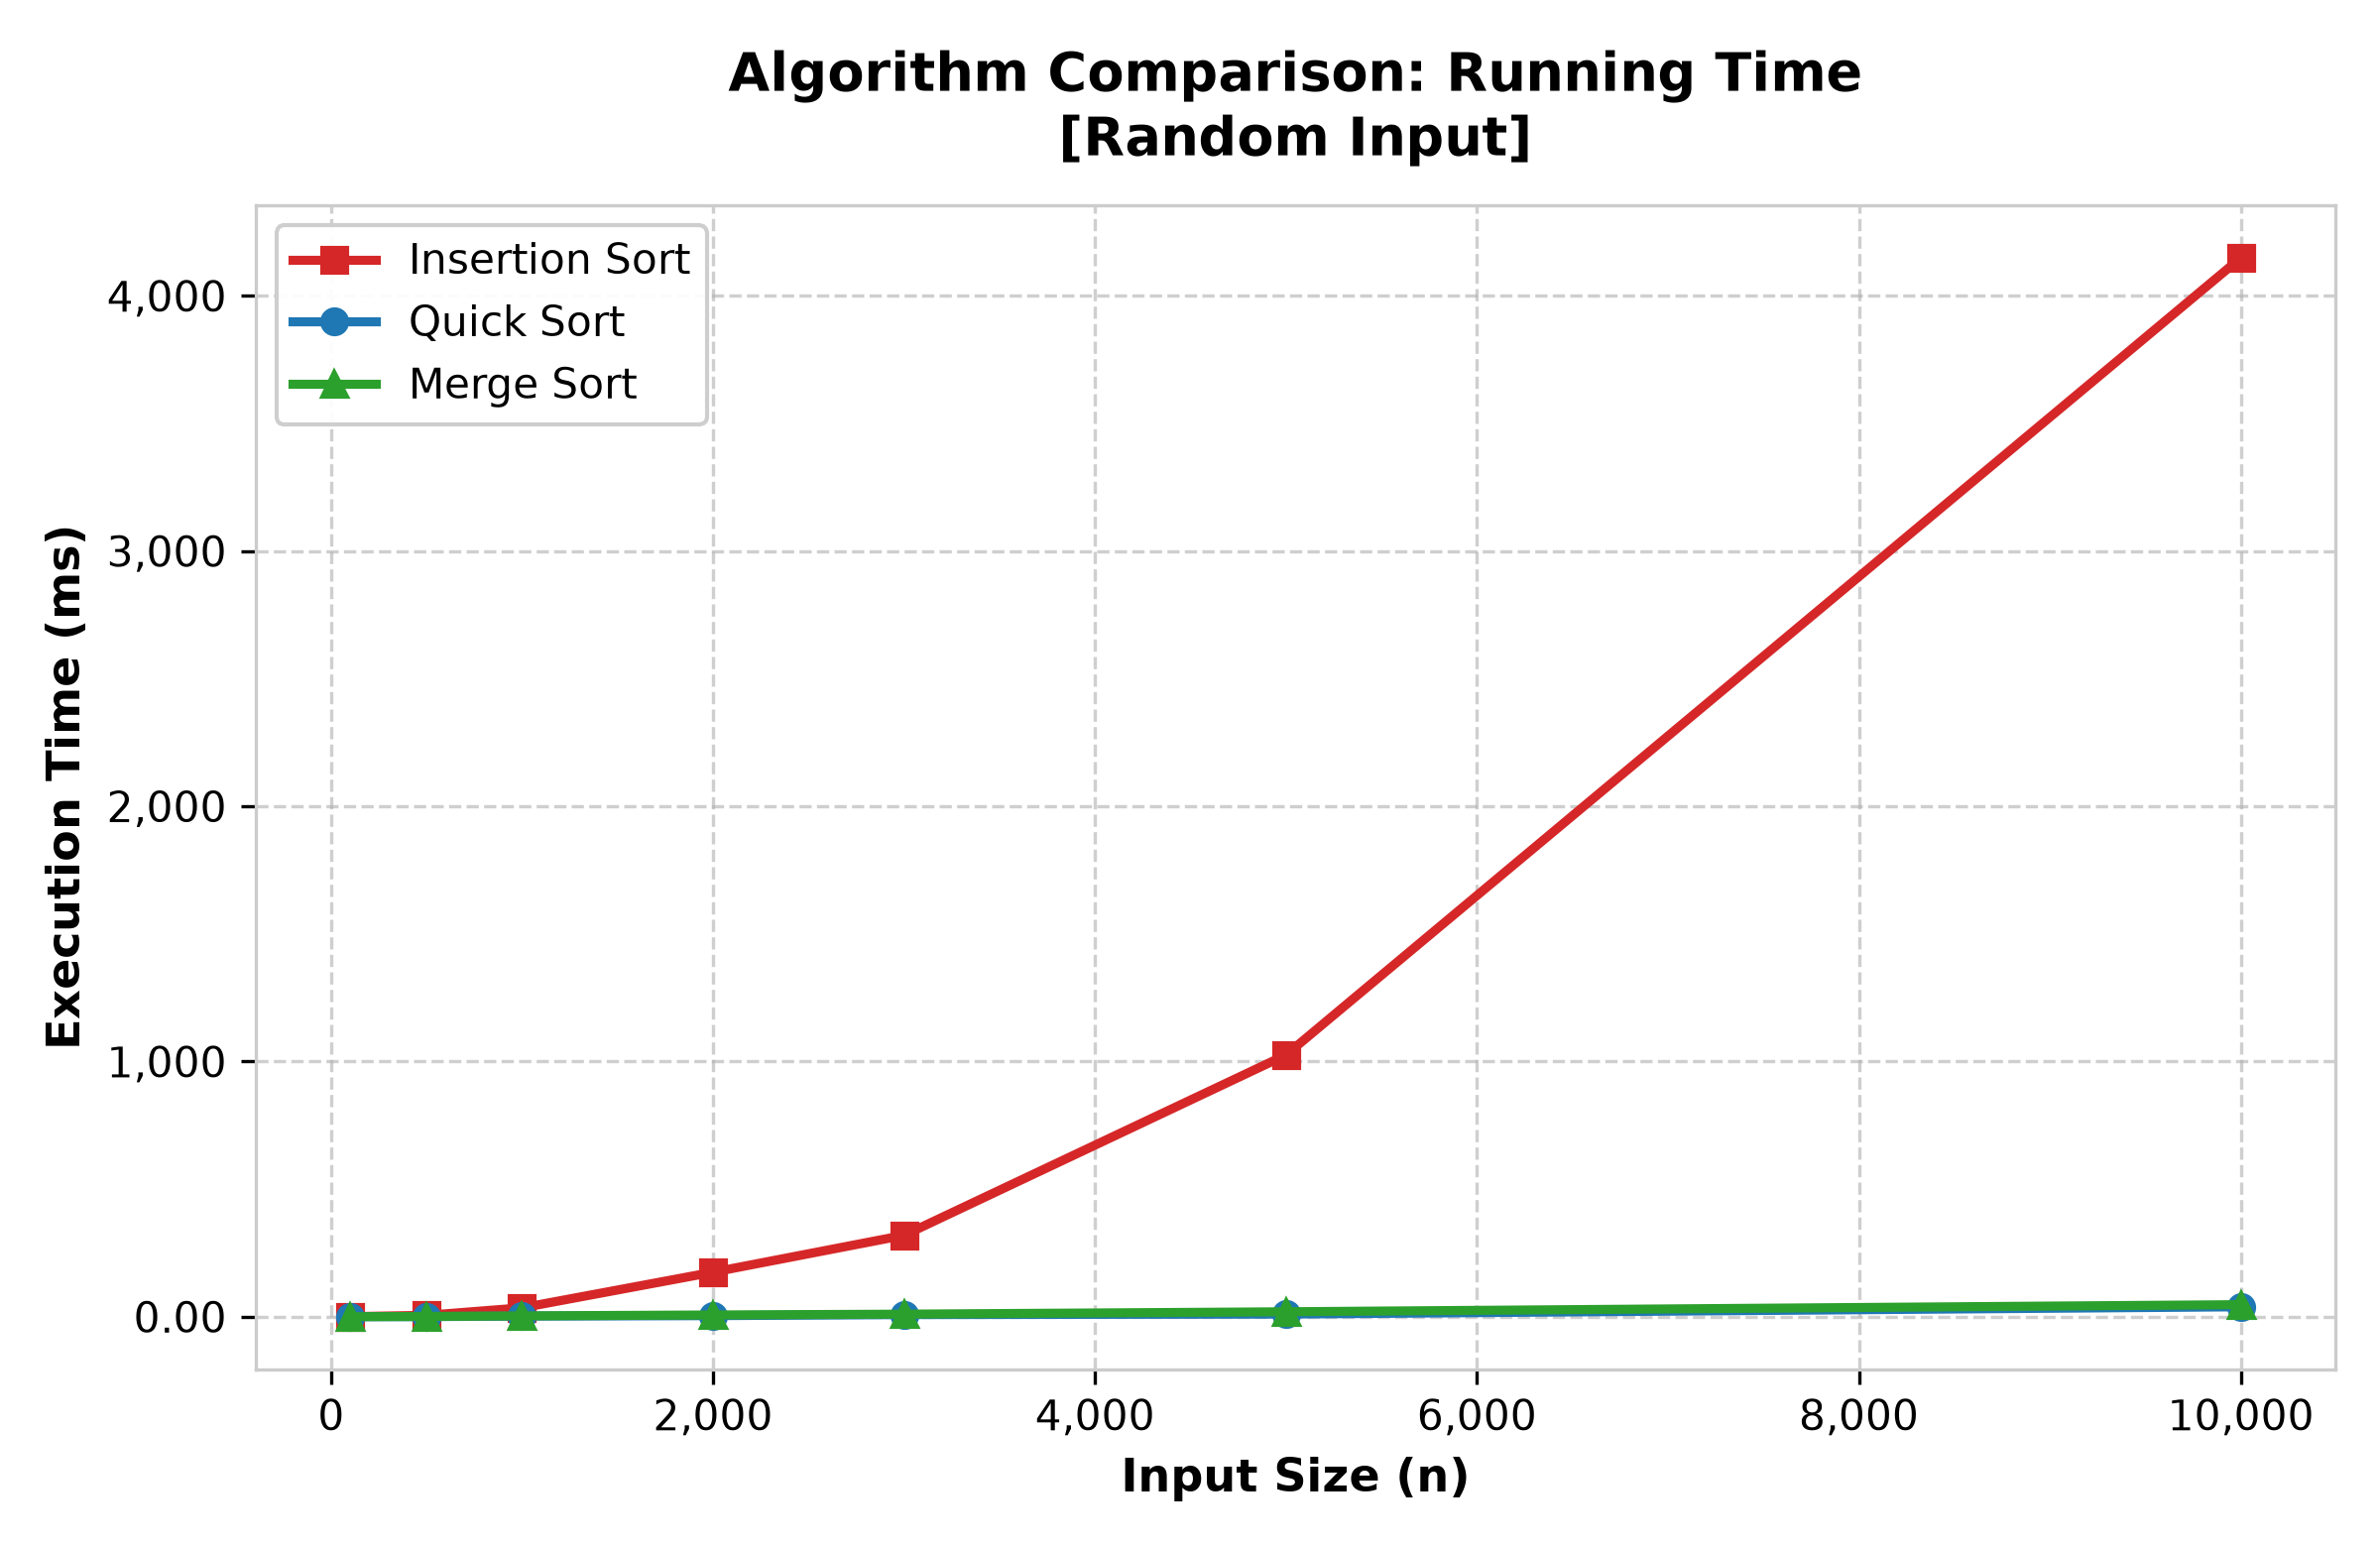 Algorithm Comparison: Running Time
[Random Input]
Insertion Sort
Quick Sort
Merge Sort
Execution Time (ms)
4,000
3,000
2,000
1,000
0.00
0
2,000
4,000
6,000
8,000
10,000
Input Size (n)